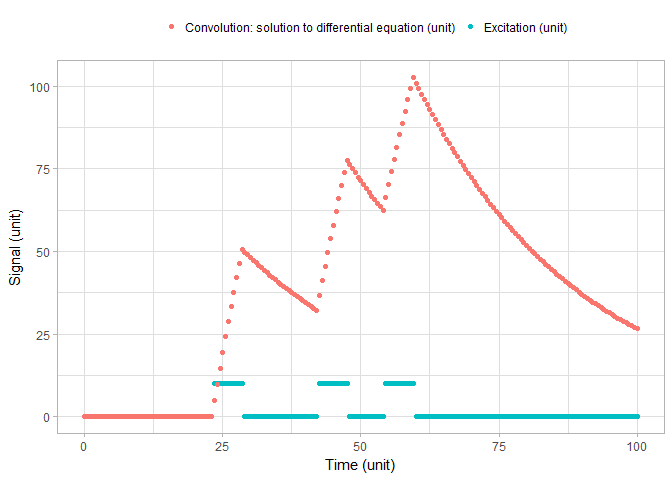 Convolution: solution to differential equation (unit) Excitation (unit)
100
75
50
25
0
Signal (unit)
0 25 50 75 100
Time (unit)